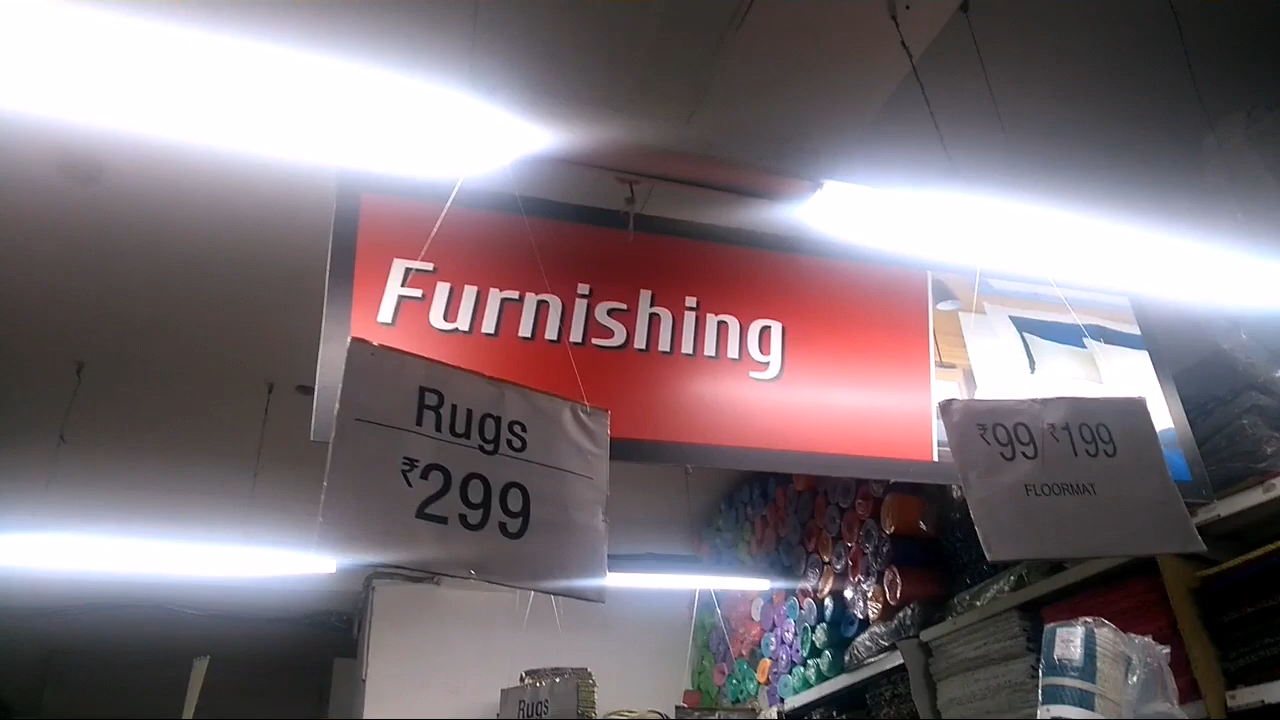 Furnishing
Rugs
₹299
₹99/₹199
FLOORMAT
Rugs